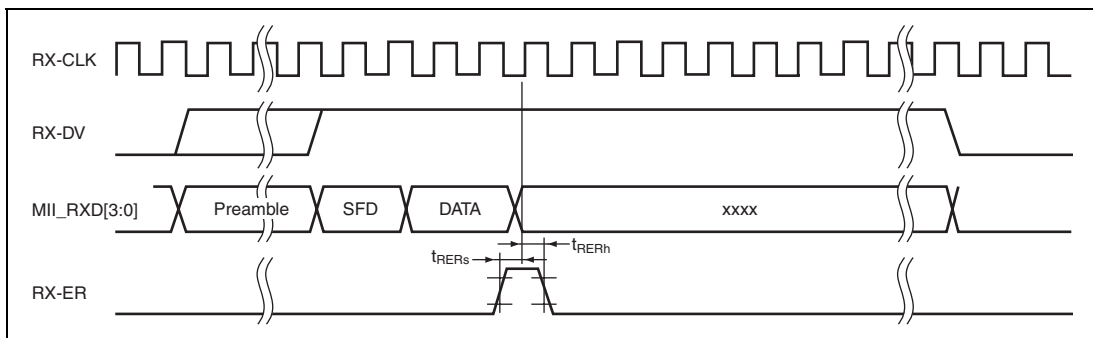 RX-CLK
RX-DV
MII_RXD[3:0]
Preamble
SFD
DATA
xxxx
tRERs
tRERh
RX-ER